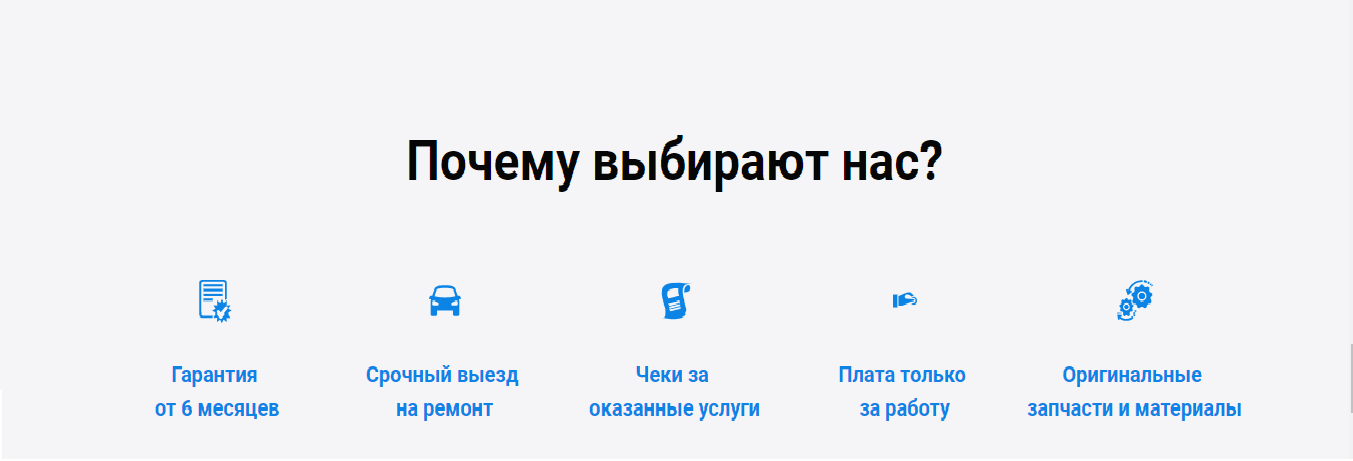 Почему выбирают нас?
Гарантия
от 6 месяцев
Срочный выезд
на ремонт
Чеки за
оказанные услуги
Плата только
за работу
Оригинальные
запчасти и материалы